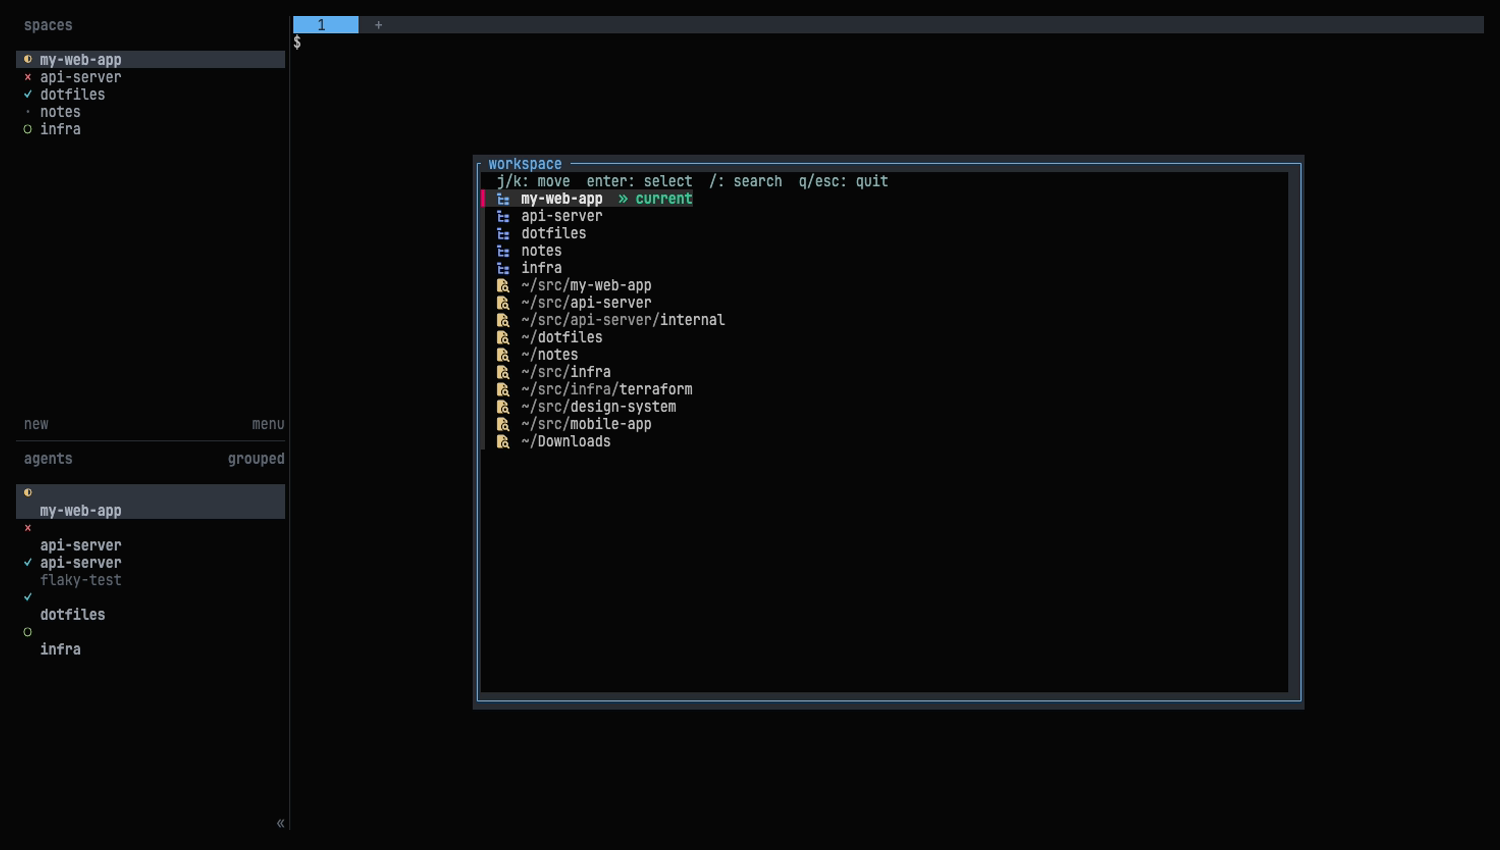 spaces
my-web-app
× api-server
✓ dotfiles
· notes
infra
new menu
agents grouped
my-web-app
×
api-server
✓ api-server
flaky-test
✓
dotfiles
infra
«
1 +
$
workspace
j/k: move enter: select /: search q/esc: quit
my-web-app » current
api-server
dotfiles
notes
infra
~/src/my-web-app
~/src/api-server
~/src/api-server/internal
~/dotfiles
~/notes
~/src/infra
~/src/infra/terraform
~/src/design-system
~/src/mobile-app
~/Downloads